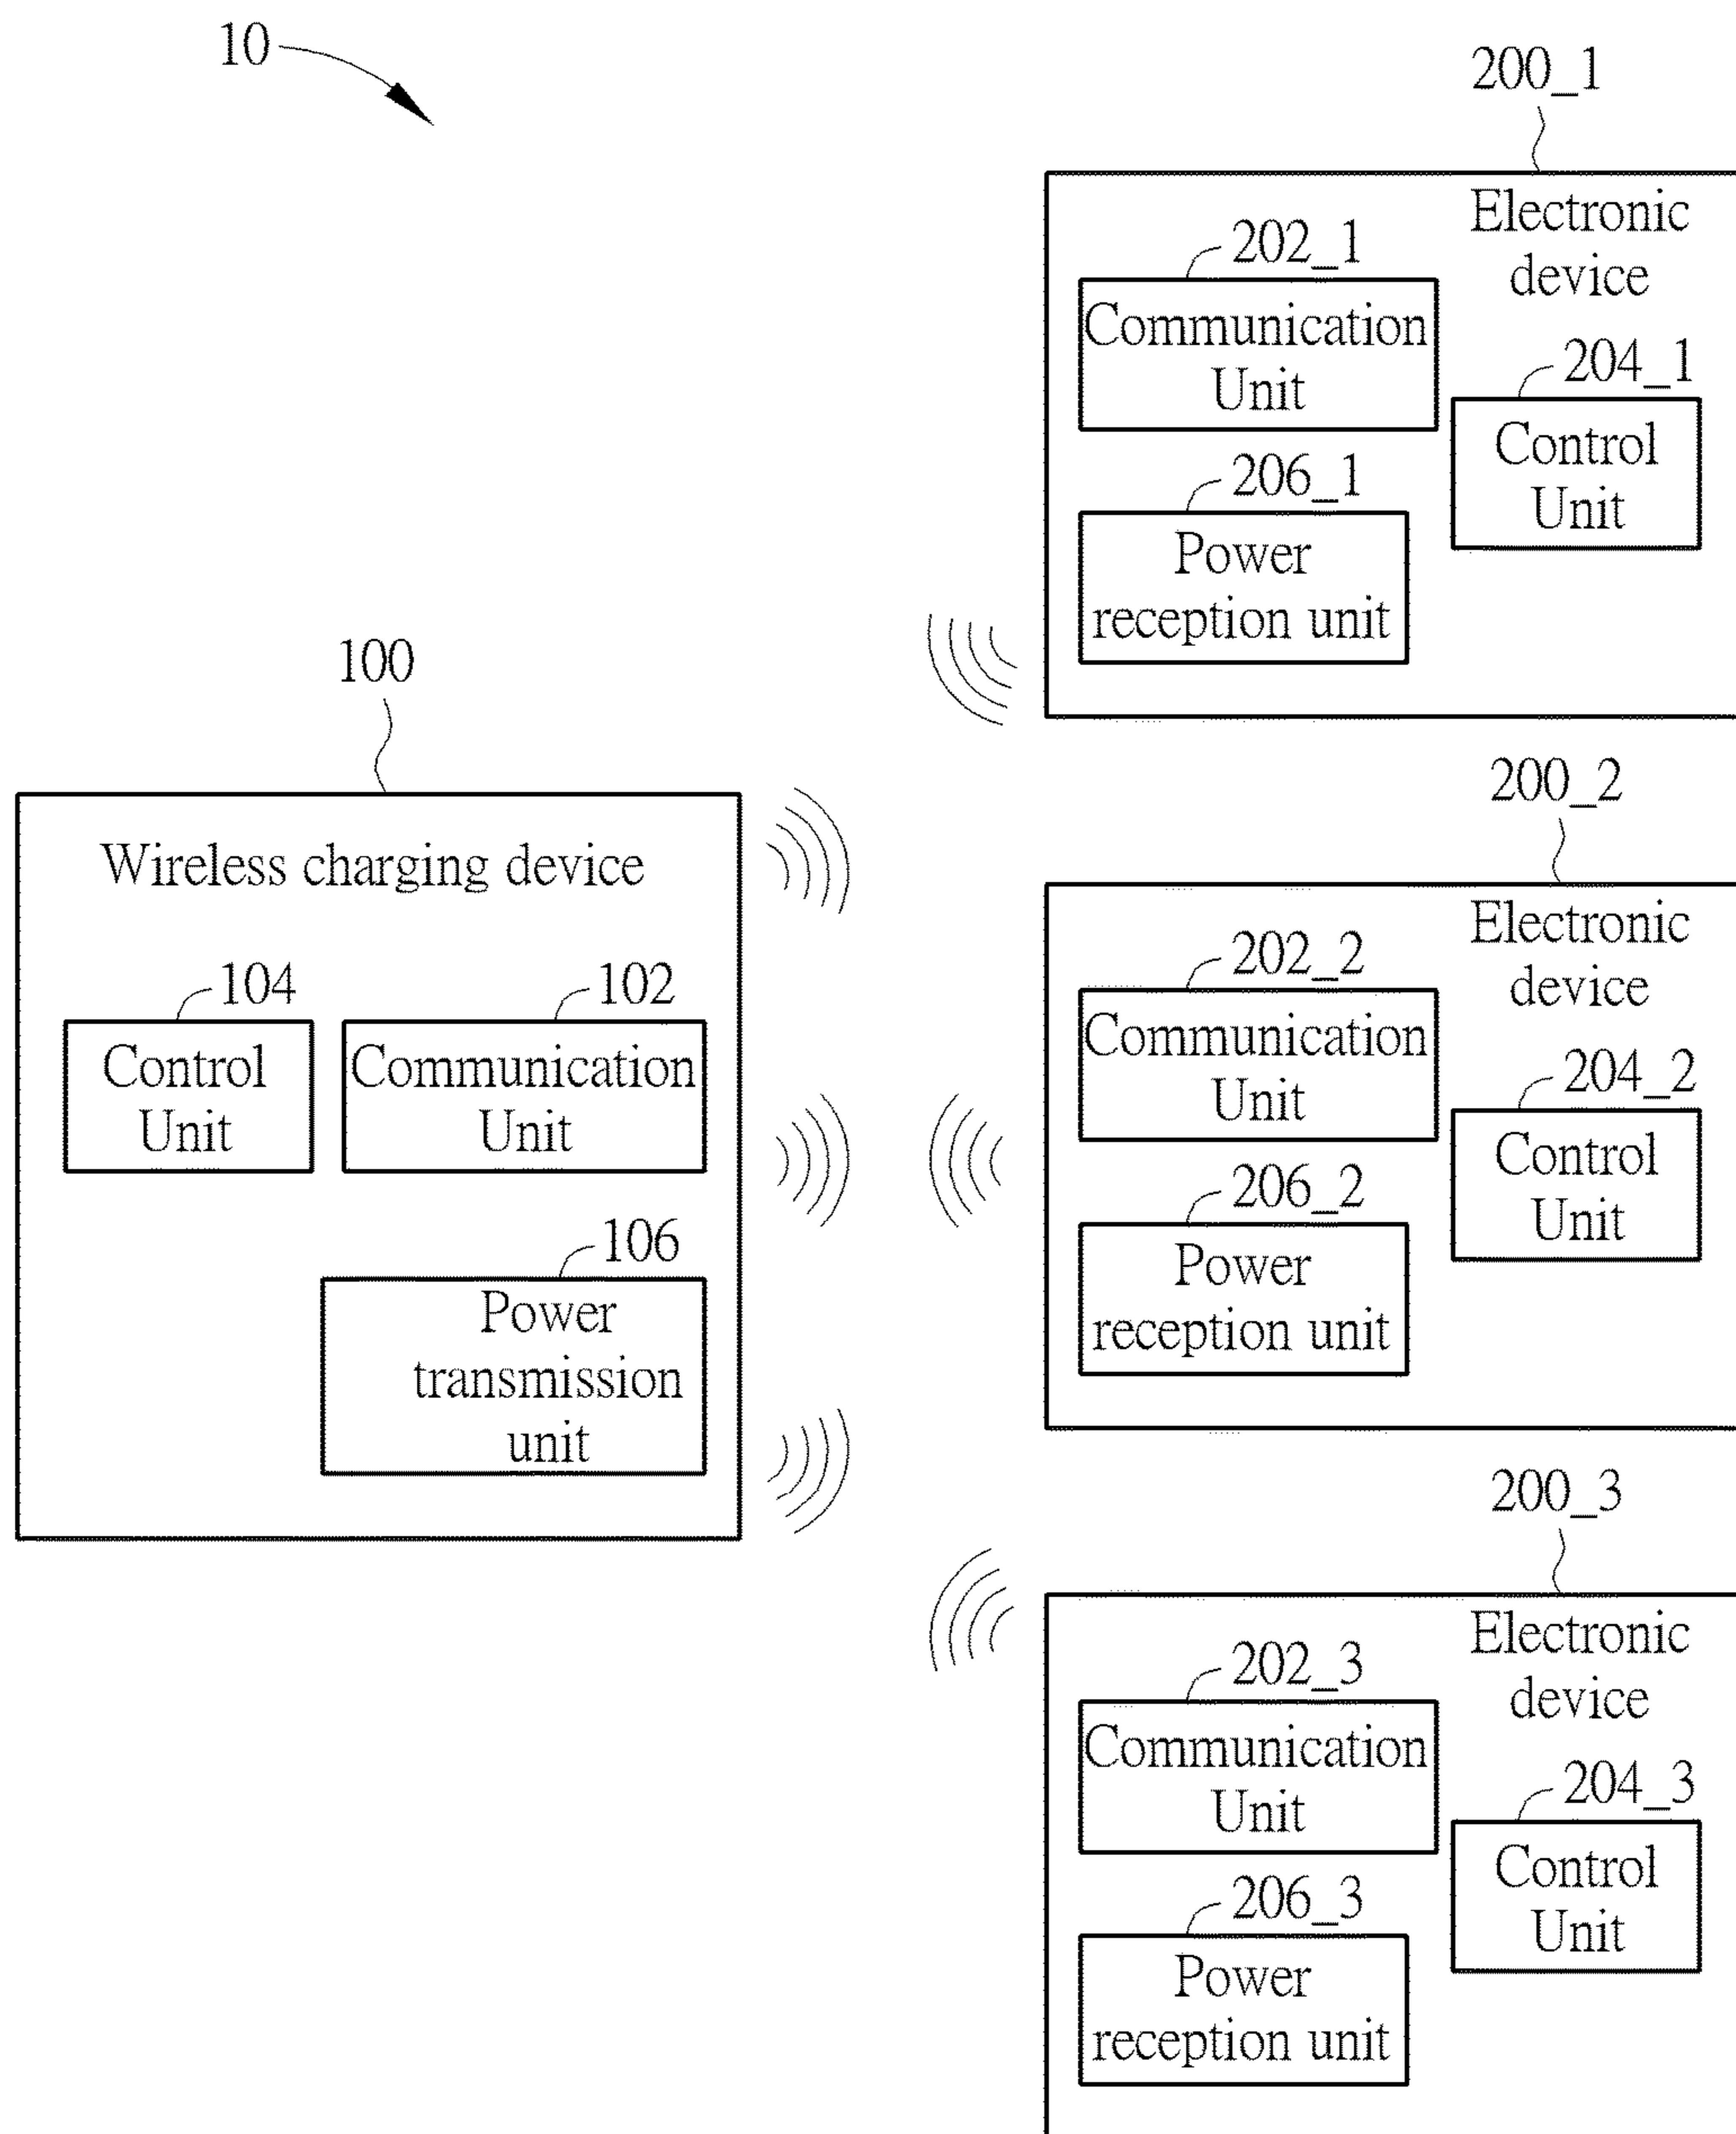 10
200_1
Electronic
device
202_1
Communication
Unit
204_1
Control
Unit
206_1
Power
reception unit
100
Wireless charging device
104
Control
Unit
102
Communication
Unit
106
Power
transmission
unit
200_2
Electronic
device
202_2
Communication
Unit
204_2
Control
Unit
206_2
Power
reception unit
200_3
Electronic
device
202_3
Communication
Unit
204_3
Control
Unit
206_3
Power
reception unit